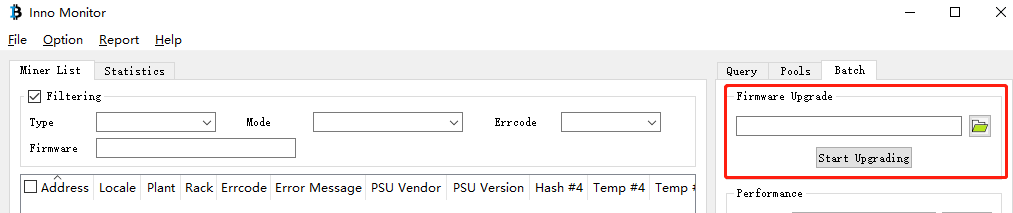 Inno Monitor
File Option Report Help
Miner List Statistics
Query Pools Batch
Filtering
Type Mode Errcode
Firmware
Address Locale Plant Rack Errcode Error Message PSU Vendor PSU Version Hash #4 Temp #4 Temp #
Firmware Upgrade
Start Upgrading
Performance